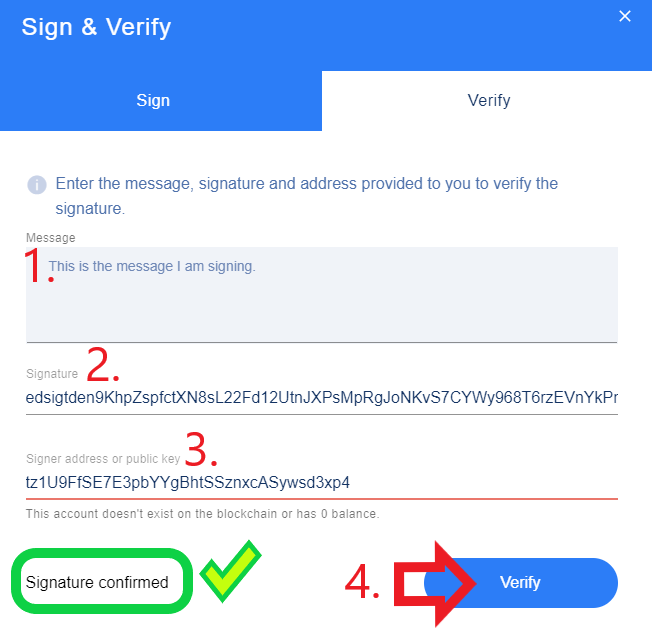 Sign & Verify
Sign
Verify
Enter the message, signature and address provided to you to verify the
signature.
Message
1.
This is the message I am signing.
Signature
2.
edsigtden9KhpZspfctXN8sL22Fd12UtnJXPsMpRgJoNKvS7CYWy968T6rzEVnYkPr
Signer address or public key
3.
tz1U9FfSE7E3pbYYgBhtSSznxcASywsd3xp4
This account doesn't exist on the blockchain or has 0 balance.
Signature confirmed
4.
Verify